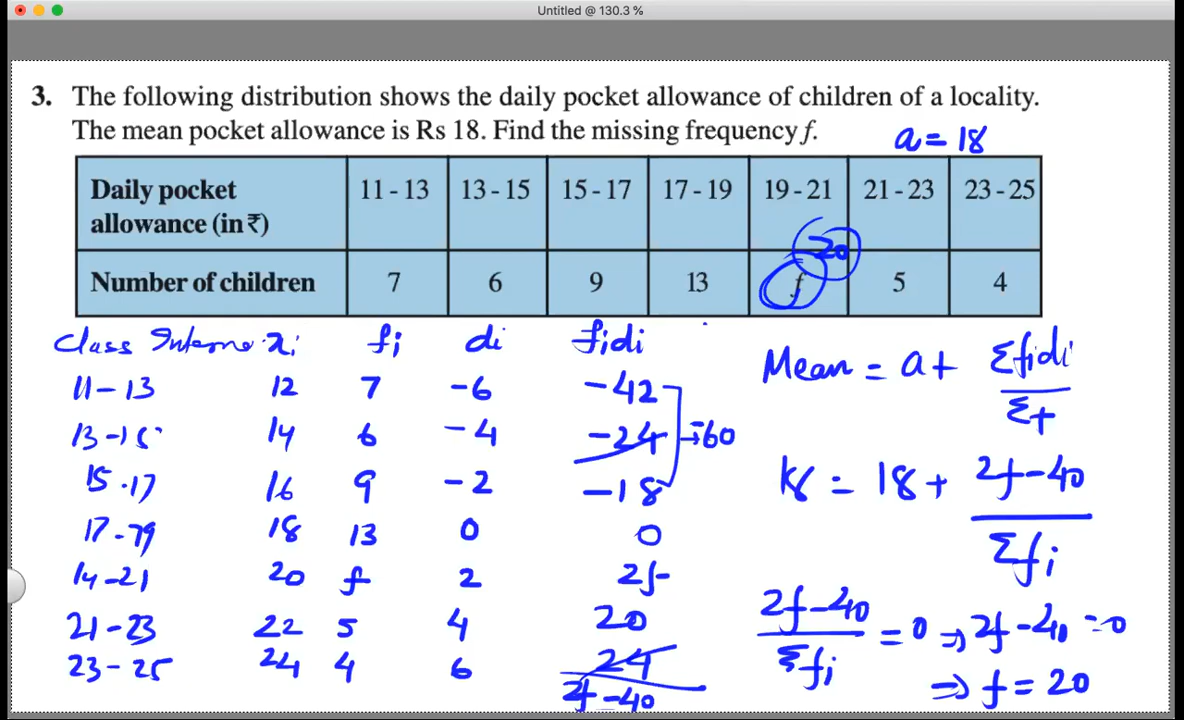 Untitled @ 130.3 %
3. The following distribution shows the daily pocket allowance of children of a locality.
The mean pocket allowance is Rs 18. Find the missing frequency f.
a = 18
Daily pocket allowance (in ₹) 11 - 13 13 - 15 15 - 17 17 - 19 19 - 21 21 - 23 23 - 25
20
Number of children 7 6 9 13 f 5 4
Class xi fi di fidi
Mean = a + Σfidi / Σf
11 - 13 12 7 -6 -42
13 - 15 14 6 -4 -24 -60
15 - 17 16 9 -2 -18
18 = 18 + 2f - 40 / Σfi
17 - 19 18 13 0 0
19 - 21 20 f 2 2f
21 - 23 22 5 4 20
2f - 40 / Σfi = 0 ⇒ 2f - 40 = 0
23 - 25 24 4 6 24
⇒ f = 20
2f - 40